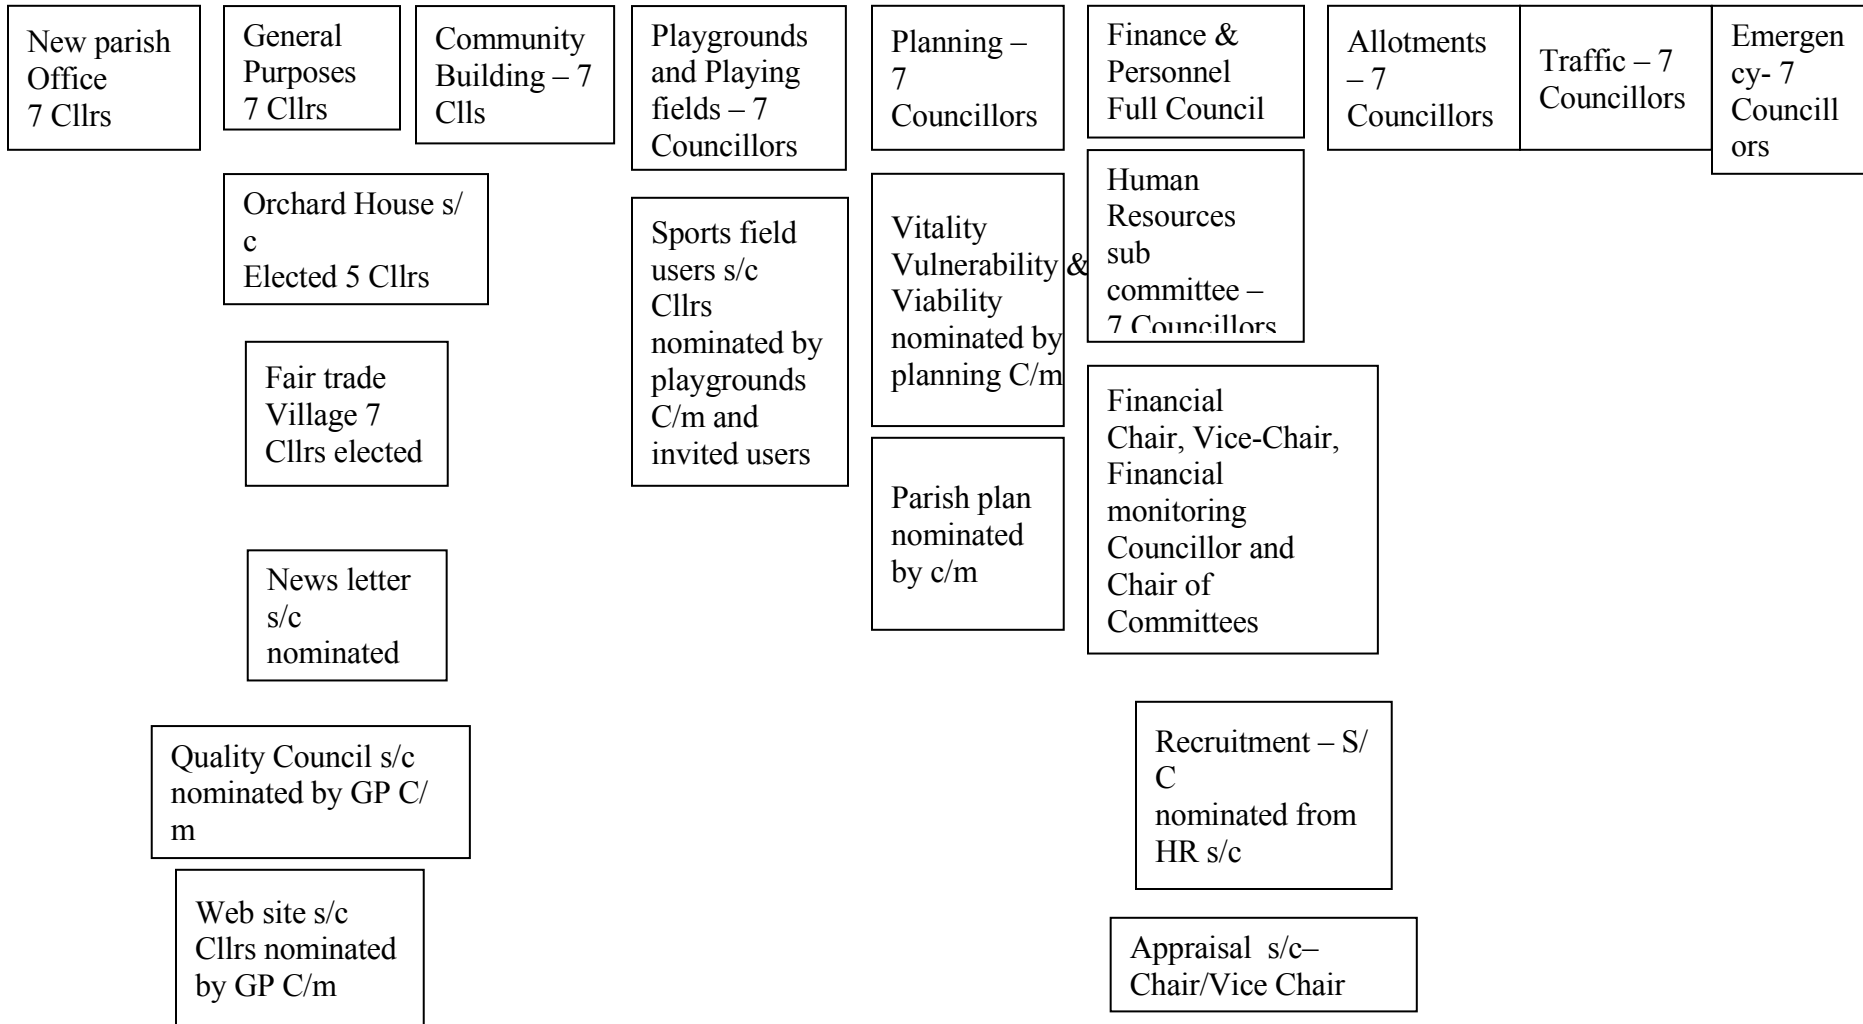 New parish
Office
7 Cllrs
General
Purposes
7 Cllrs
Community
Building – 7
Clls
Playgrounds
and Playing
fields – 7
Councillors
Planning –
7
Councillors
Finance &
Personnel
Full Council
Allotments
– 7
Councillors
Traffic – 7
Councillors
Emergen
cy- 7
Councill
ors
Orchard House s/
c
Elected 5 Cllrs
Sports field
users s/c
Cllrs
nominated by
playgrounds
C/m and
invited users
Vitality
Vulnerability &
Viability
nominated by
planning C/m
Human
Resources
sub
committee –
7 Councillors
Fair trade
Village 7
Cllrs elected
Financial
Chair, Vice-Chair,
Financial
monitoring
Councillor and
Chair of
Committees
Parish plan
nominated
by c/m
News letter
s/c
nominated
Quality Council s/c
nominated by GP C/
m
Recruitment – S/
C
nominated from
HR s/c
Web site s/c
Cllrs nominated
by GP C/m
Appraisal  s/c–
Chair/Vice Chair